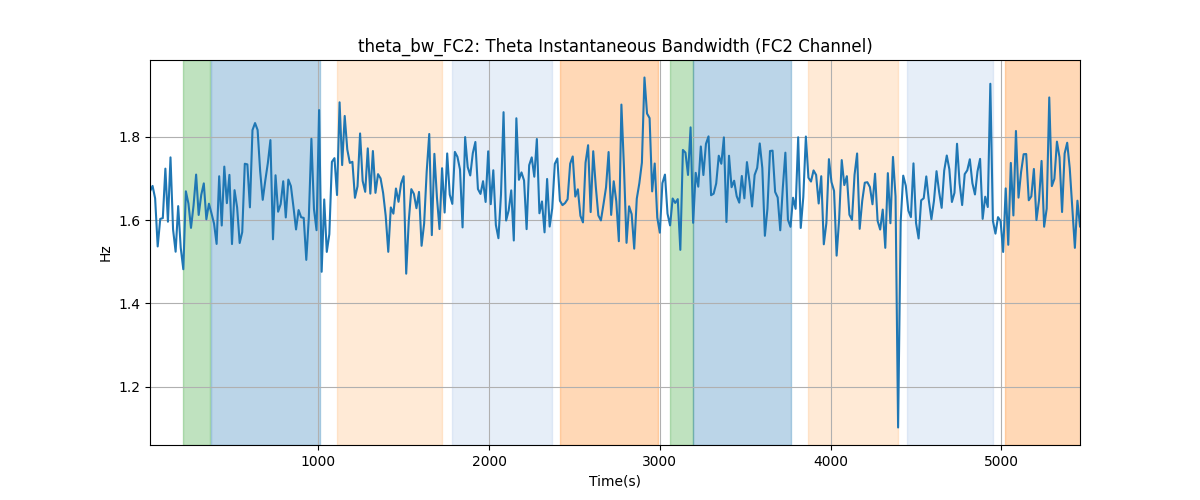 theta_bw_FC2: Theta Instantaneous Bandwidth (FC2 Channel)
Hz
1.8
1.6
1.4
1.2
1000 2000 3000 4000 5000
Time(s)